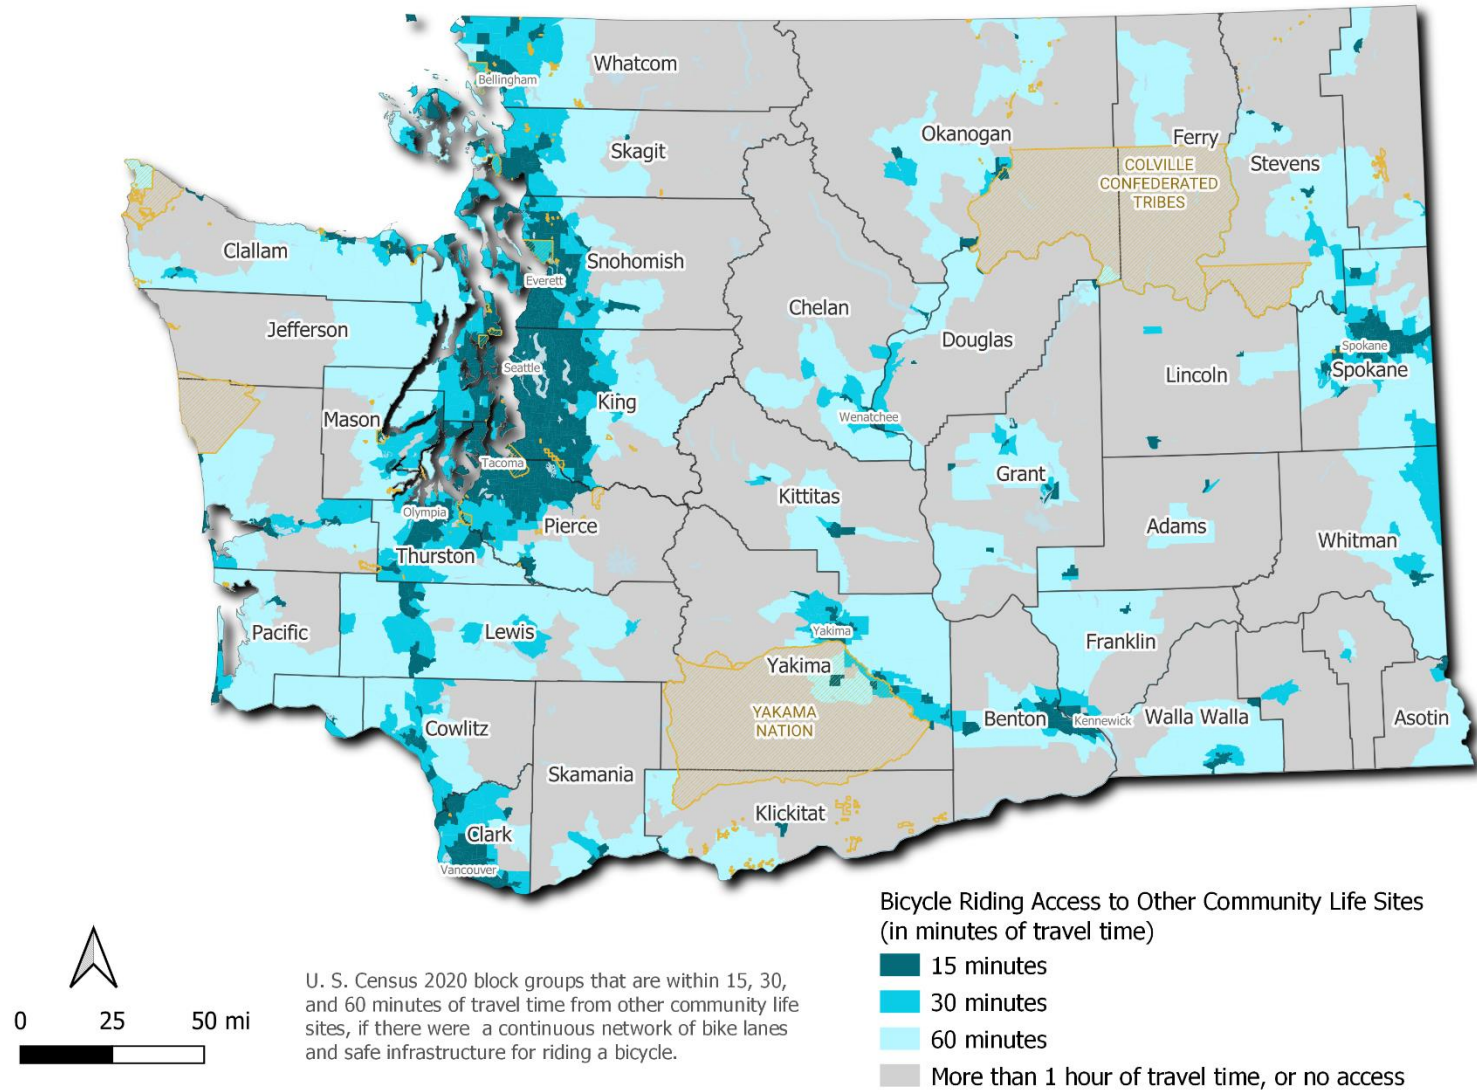 Whatcom
Bellingham
Okanogan
Ferry
Skagit
Stevens
COLVILLE
CONFEDERATED
TRIBES
Clallam
Snohomish
Everett
Chelan
Jefferson
Douglas
Spokane
Seattle
Lincoln
Spokane
King
Mason
Wenatchee
Tacoma
Grant
Kittitas
Olympia
Pierce
Adams
Whitman
Thurston
Pacific
Lewis
Yakima
Franklin
Yakima
YAKAMA
NATION
Benton
Kennewick
Walla Walla
Asotin
Cowlitz
Skamania
Klickitat
Clark
Vancouver
Bicycle Riding Access to Other Community Life Sites
(in minutes of travel time)
15 minutes
30 minutes
60 minutes
More than 1 hour of travel time, or no access
U. S. Census 2020 block groups that are within 15, 30,
and 60 minutes of travel time from other community life
sites, if there were a continuous network of bike lanes
and safe infrastructure for riding a bicycle.
0 25 50 mi